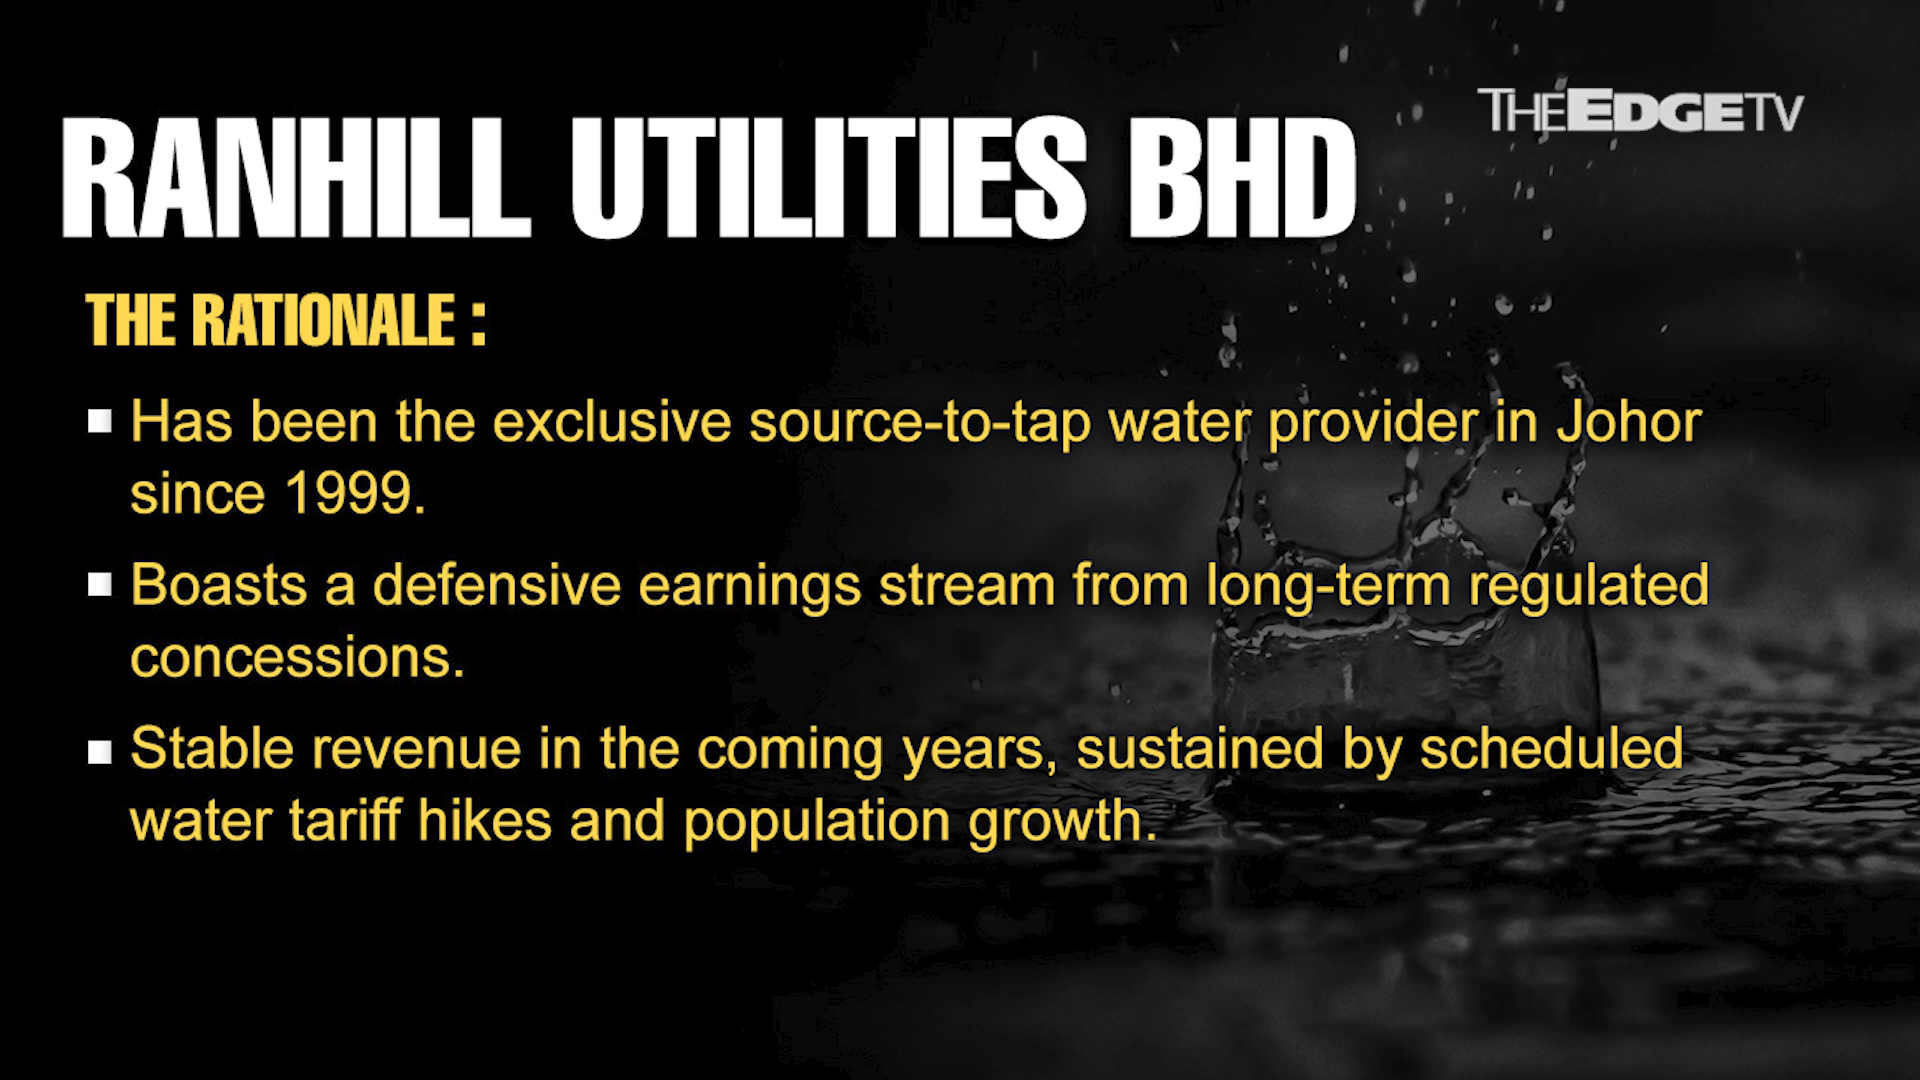 THEEDGETV
RANHILL UTILITIES BHD
THE RATIONALE :
Has been the exclusive source-to-tap water provider in Johor
since 1999.
Boasts a defensive earnings stream from long-term regulated
concessions.
Stable revenue in the coming years, sustained by scheduled
water tariff hikes and population growth.